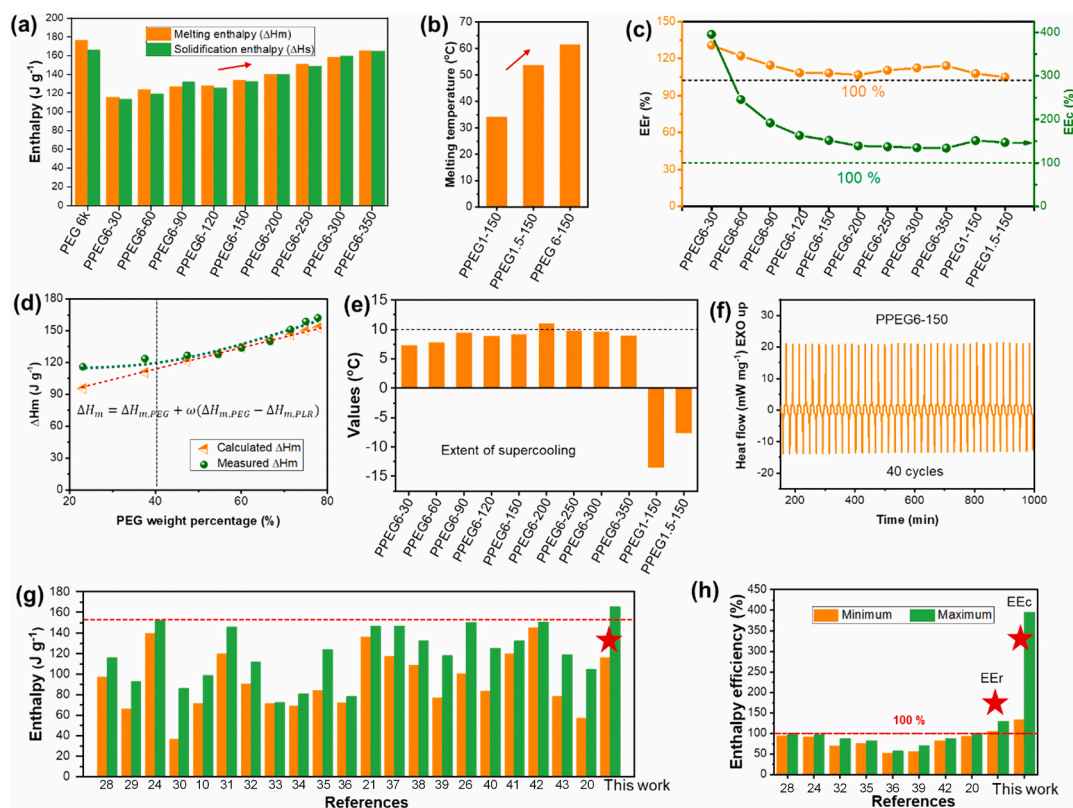 (a)
Enthalpy (J g⁻¹)
200
180
160
140
120
100
80
60
40
20
0
Melting enthalpy (ΔHm)
Solidification enthalpy (ΔHs)
PEG 6k
PPEG6-30
PPEG6-60
PPEG6-90
PPEG6-120
PPEG6-150
PPEG6-200
PPEG6-250
PPEG6-300
PPEG6-350
(b)
Melting temperature (°C)
70
60
50
40
30
20
10
0
PPEG1-150
PPEG1.5-150
PPEG 6-150
(c)
EEr (%)
150
120
90
60
30
0
100 %
100 %
EEc (%)
400
300
200
100
0
PPEG6-30
PPEG6-60
PPEG6-90
PPEG6-120
PPEG6-150
PPEG6-200
PPEG6-250
PPEG6-300
PPEG6-350
PPEG1-150
PPEG1.5-150
(d)
ΔHm (J g⁻¹)
180
150
120
90
60
30
0
ΔH_m = ΔH_{m,PEG} + ω(ΔH_{m,PEG} − ΔH_{m,PLR})
Calculated ΔHm
Measured ΔHm
20 30 40 50 60 70 80
PEG weight percentage (%)
(e)
Values (°C)
15
10
5
0
-5
-10
-15
Extent of supercooling
PPEG6-30
PPEG6-60
PPEG6-90
PPEG6-120
PPEG6-150
PPEG6-200
PPEG6-250
PPEG6-300
PPEG6-350
PPEG1-150
PPEG1.5-150
(f)
Heat flow (mW mg⁻¹) EXO up
30
20
10
0
-10
-20
PPEG6-150
40 cycles
200 300 400 500 600 700 800 900 1000
Time (min)
(g)
Enthalpy (J g⁻¹)
180
160
140
120
100
80
60
40
20
0
28 29 24 30 10 31 32 33 34 35 36 21 37 38 39 26 40 41 42 43 20 This work
References
(h)
Enthalpy efficiency (%)
450
400
350
300
250
200
150
100
50
0
Minimum
Maximum
EEc
EEr
100 %
28 24 32 35 36 39 42 20 This work
References